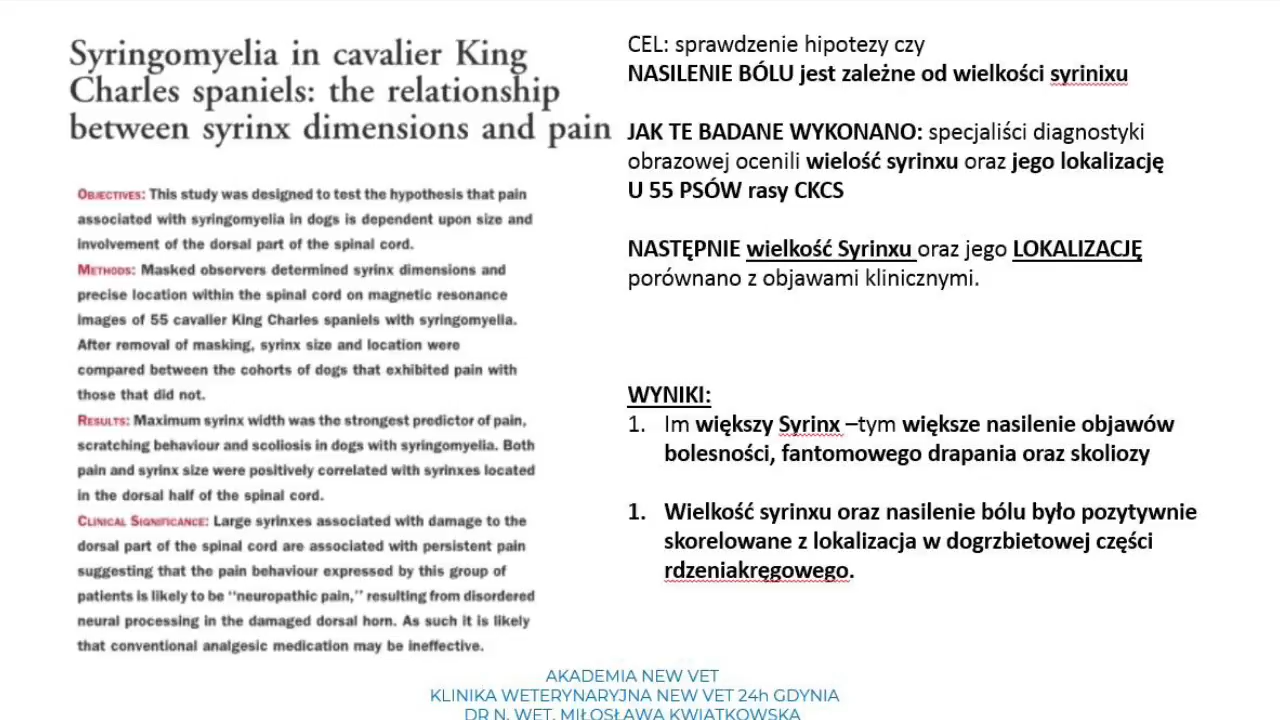 Syringomyelia in cavalier King
Charles spaniels: the relationship
between syrinx dimensions and pain
OBJECTIVES: This study was designed to test the hypothesis that pain
associated with syringomyelia in dogs is dependent upon size and
involvement of the dorsal part of the spinal cord.
METHODS: Masked observers determined syrinx dimensions and
precise location within the spinal cord on magnetic resonance
images of 55 cavalier King Charles spaniels with syringomyelia.
After removal of masking, syrinx size and location were
compared between the cohorts of dogs that exhibited pain with
those that did not.
RESULTS: Maximum syrinx width was the strongest predictor of pain,
scratching behaviour and scoliosis in dogs with syringomyelia. Both
pain and syrinx size were positively correlated with syrinxes located
in the dorsal half of the spinal cord.
CLINICAL SIGNIFICANCE: Large syrinxes associated with damage to the
dorsal part of the spinal cord are associated with persistent pain
suggesting that the pain behaviour expressed by this group of
patients is likely to be “neuropathic pain,” resulting from disordered
neural processing in the damaged dorsal horn. As such it is likely
that conventional analgesic medication may be ineffective.
CEL: sprawdzenie hipotezy czy
NASILENIE BÓLU jest zależne od wielkości syrinixu
JAK TE BADANE WYKONANO: specjaliści diagnostyki
obrazowej ocenili wielość syrinxu oraz jego lokalizację
U 55 PSÓW rasy CKCS
NASTĘPNIE wielkość Syrinxu oraz jego LOKALIZACJĘ
porównano z objawami klinicznymi.
WYNIKI:
1. Im większy Syrinx –tym większe nasilenie objawów
bolesności, fantomowego drapania oraz skoliozy
1. Wielkość syrinxu oraz nasilenie bólu było pozytywnie
skorelowane z lokalizacja w dogrzbietowej części
rdzeniakręgowego.
AKADEMIA NEW VET
KLINIKA WETERYNARYJNA NEW VET 24h GDYNIA
DR N. WET. MIŁOSŁAWA KWIATKOWSKA